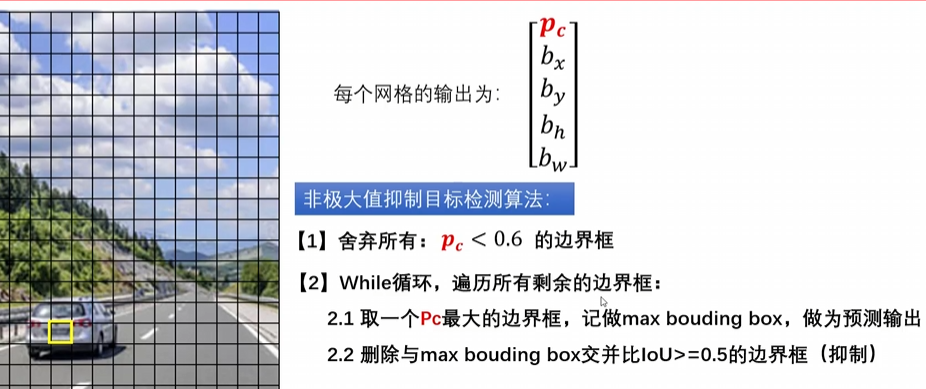 每个网格的输出为:
p_c
b_x
b_y
b_h
b_w
非极大值抑制目标检测算法:
【1】舍弃所有: p_c < 0.6 的边界框
【2】While循环,遍历所有剩余的边界框:
2.1 取一个Pc最大的边界框,记做max bouding box,做为预测输出
2.2 删除与max bouding box交并比IoU>=0.5的边界框(抑制)